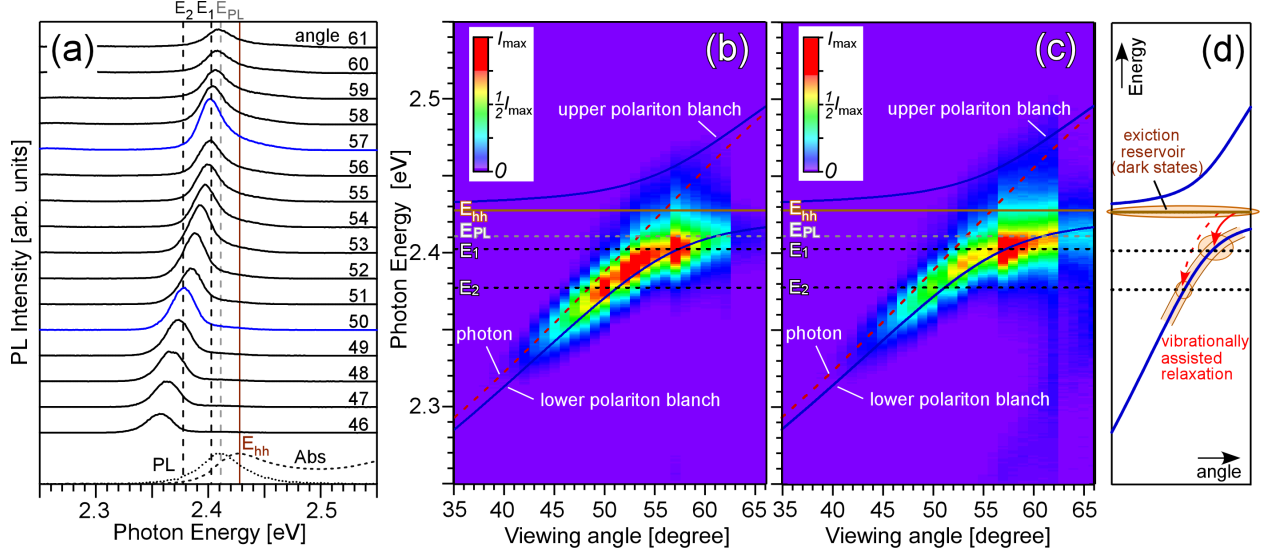 E2 E1 EPL
(a)
angle 61
60
59
58
57
56
55
54
53
52
51
50
49
48
47
46
PL
Ehh
Abs
PL Intensity [arb. units]
2.3 2.4 2.5
Photon Energy [eV]
(b)
Imax
1/2 Imax
0
upper polariton blanch
Ehh
EPL
E1
E2
photon
lower polariton blanch
2.5
2.4
2.3
Photon Energy [eV]
35 40 45 50 55 60 65
Viewing angle [degree]
(c)
Imax
1/2 Imax
0
upper polariton blanch
Ehh
EPL
E1
E2
photon
lower polariton blanch
35 40 45 50 55 60 65
Viewing angle [degree]
(d)
Energy
exiction
reservoir
(dark states)
vibrationally
assisted
relaxation
angle